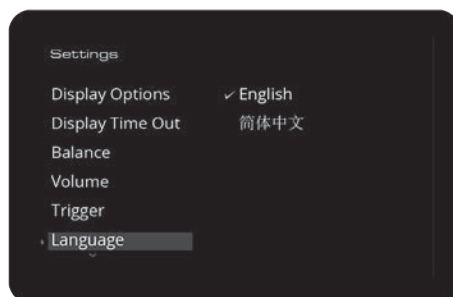 Settings
Display Options
Display Time Out
Balance
Volume
Trigger
Language
✓ English
简体中文